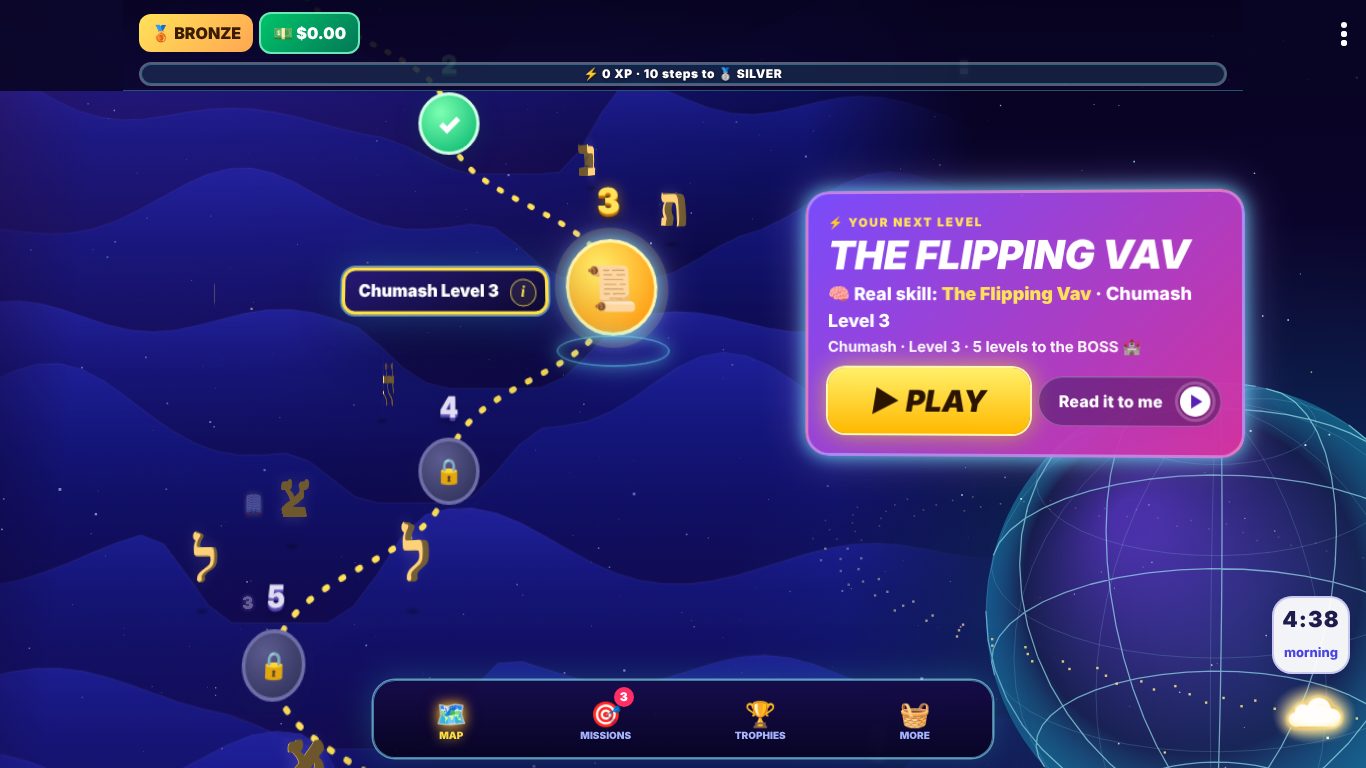 🥉 BRONZE
💵 $0.00
⚡ 0 XP · 10 steps to 🥈 SILVER
2
✓
נ
3
ת
Chumash Level 3 i
⚡ YOUR NEXT LEVEL
THE FLIPPING VAV
🧠 Real skill: The Flipping Vav · Chumash
Level 3
Chumash · Level 3 · 5 levels to the BOSS 🏰
▶ PLAY
Read it to me
4
צ
ל
ל
3
5
א
4:38
morning
3
MAP
MISSIONS
TROPHIES
MORE